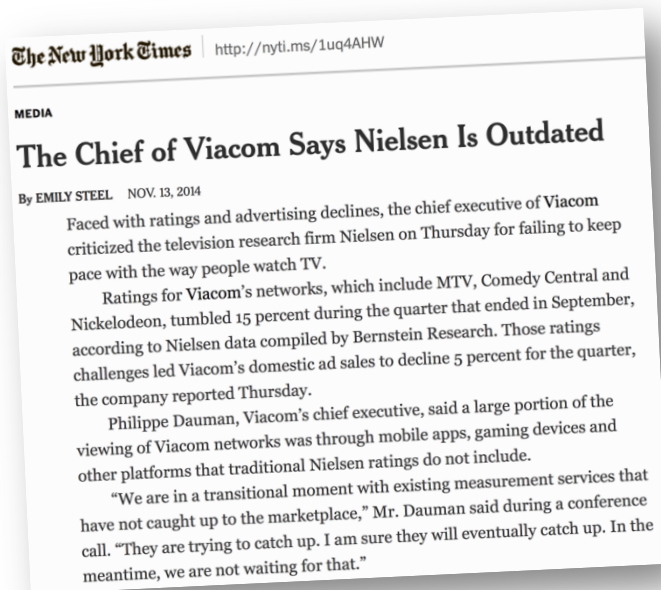 The New York Times http://nyti.ms/1uq4AHW
MEDIA
The Chief of Viacom Says Nielsen Is Outdated
By EMILY STEEL NOV. 13, 2014
Faced with ratings and advertising declines, the chief executive of Viacom
criticized the television research firm Nielsen on Thursday for failing to keep
pace with the way people watch TV.
Ratings for Viacom's networks, which include MTV, Comedy Central and
Nickelodeon, tumbled 15 percent during the quarter that ended in September,
according to Nielsen data compiled by Bernstein Research. Those ratings
challenges led Viacom's domestic ad sales to decline 5 percent for the quarter,
the company reported Thursday.
Philippe Dauman, Viacom's chief executive, said a large portion of the
viewing of Viacom networks was through mobile apps, gaming devices and
other platforms that traditional Nielsen ratings do not include.
“We are in a transitional moment with existing measurement services that
have not caught up to the marketplace,” Mr. Dauman said during a conference
call. “They are trying to catch up. I am sure they will eventually catch up. In the
meantime, we are not waiting for that.”